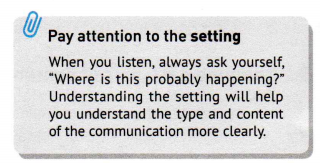 Pay attention to the setting
When you listen, always ask yourself,
“Where is this probably happening?”
Understanding the setting will help
you understand the type and content
of the communication more clearly.